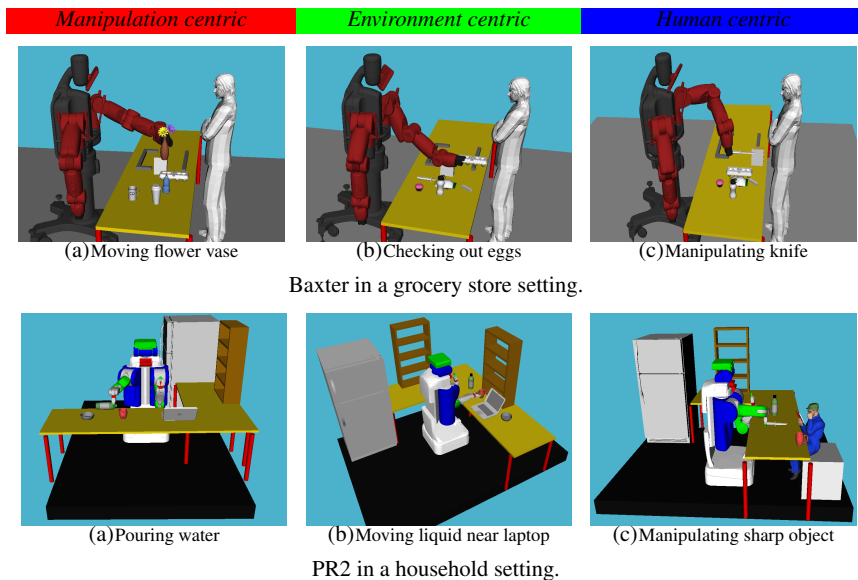 Manipulation centric Environment centric Human centric
(a)Moving flower vase (b)Checking out eggs (c)Manipulating knife
Baxter in a grocery store setting.
(a)Pouring water (b)Moving liquid near laptop (c)Manipulating sharp object
PR2 in a household setting.